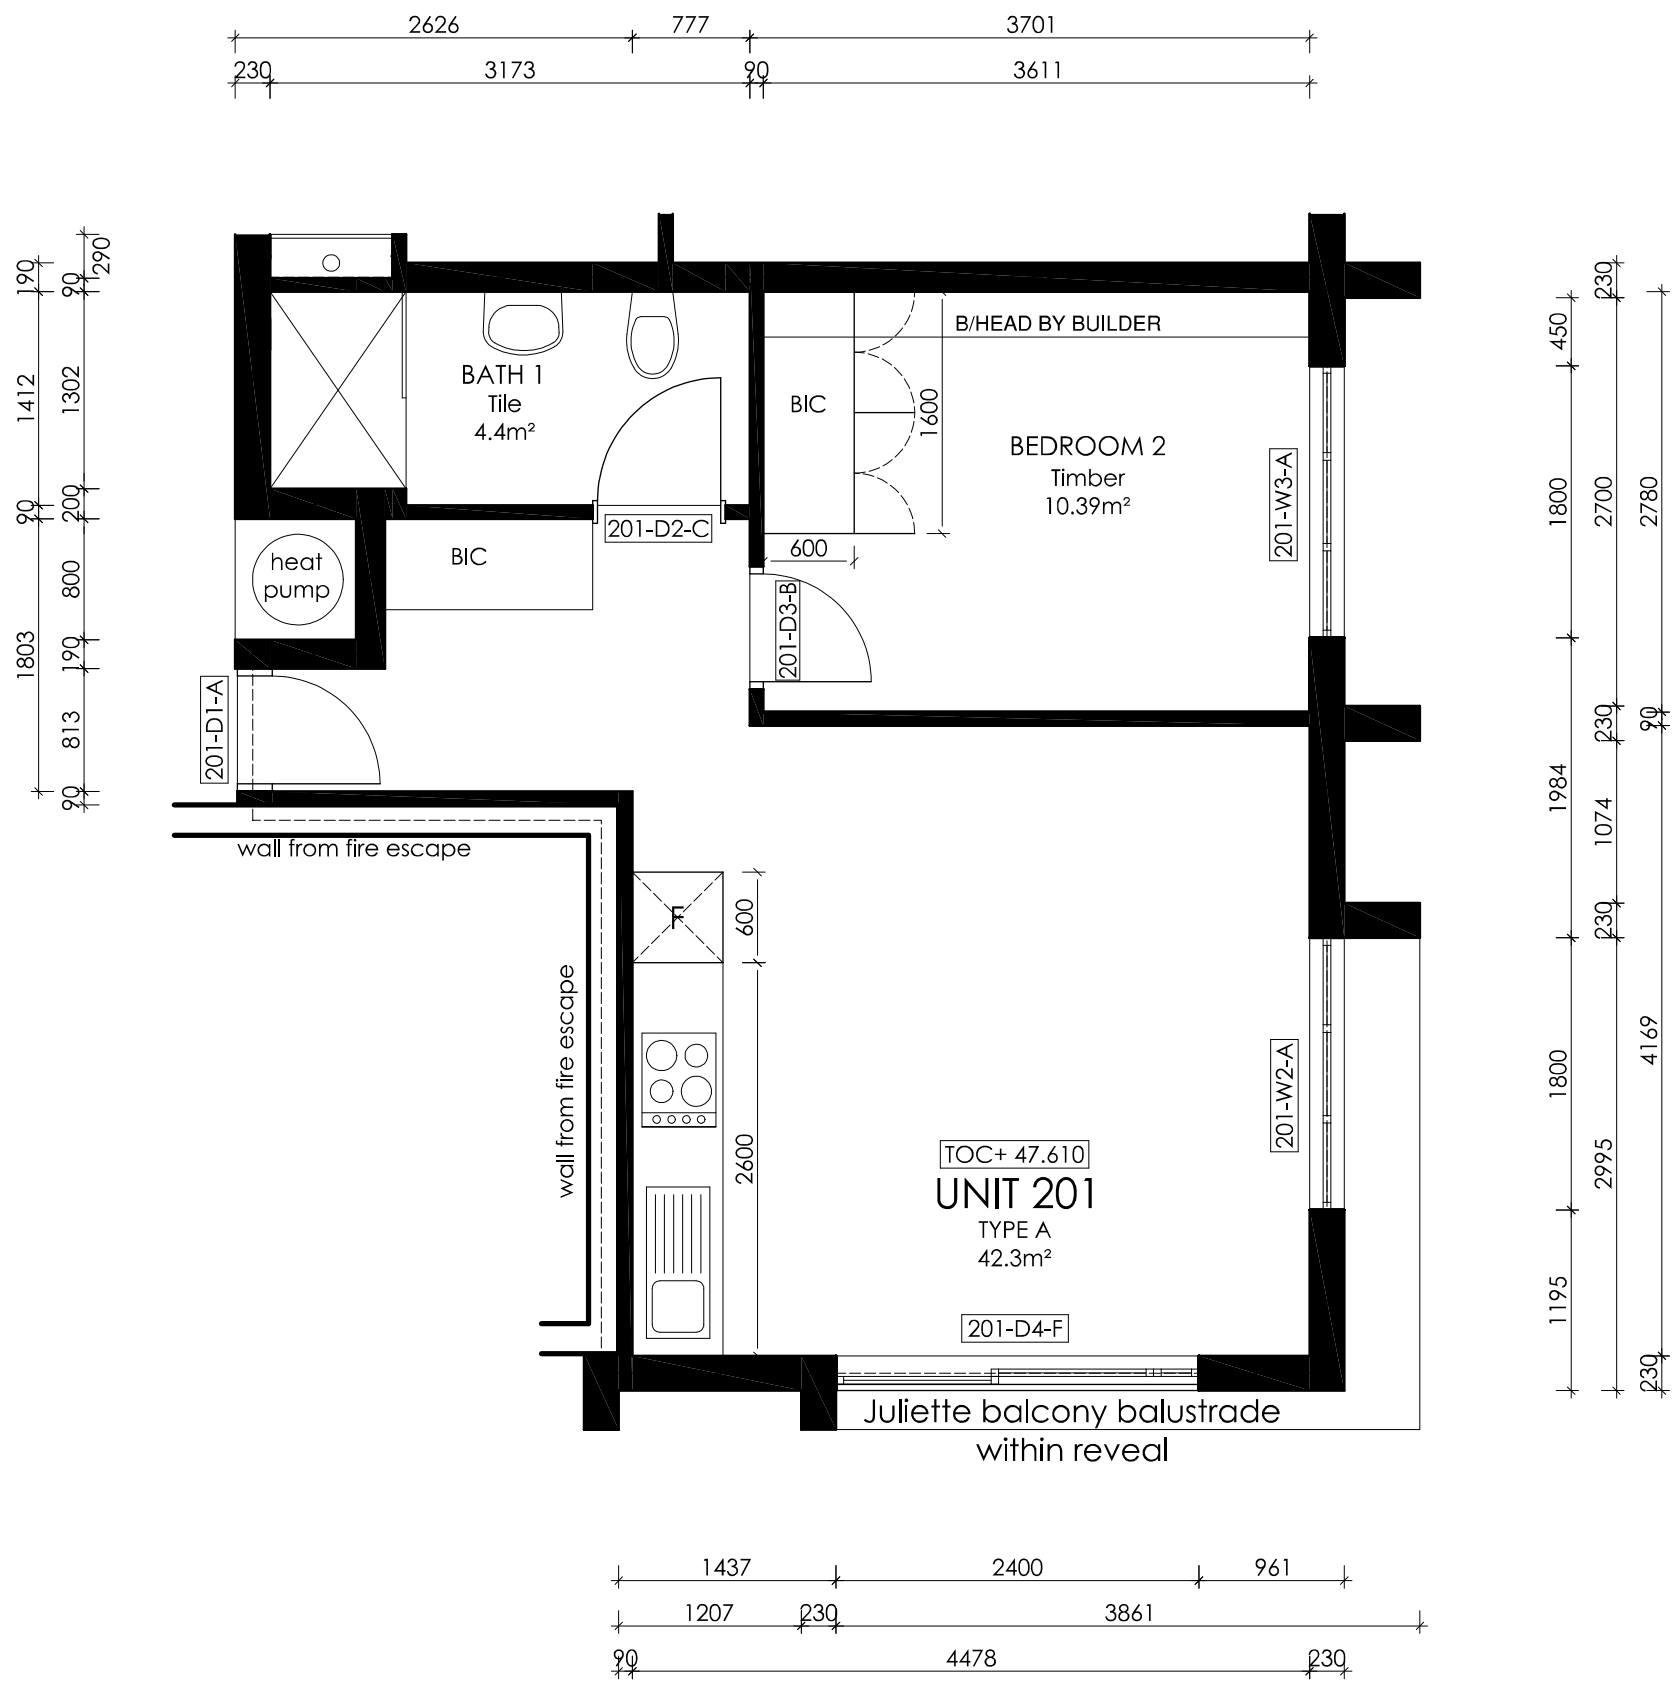 2626 777 3701
230 3173 90 3611
290
190 90
230
B/HEAD BY BUILDER
450
BATH 1
Tile
4.4m²
1412 1302
BIC
1600
BEDROOM 2
Timber
10.39m²
201-W3-A
1800 2700 2780
90 200
201-D2-C
BIC
600
heat
pump
800
201-D3-B
1803 190
201-D1-A
813
230 90
1984
1074
90
wall from fire escape
F
600
230
wall from fire escape
201-W2-A
1800
4169
2600
TOC+ 47.610
UNIT 201
TYPE A
42.3m²
2995
1195
201-D4-F
230
Juliette balcony balustrade
within reveal
1437 2400 961
1207 230 3861
90 4478 230